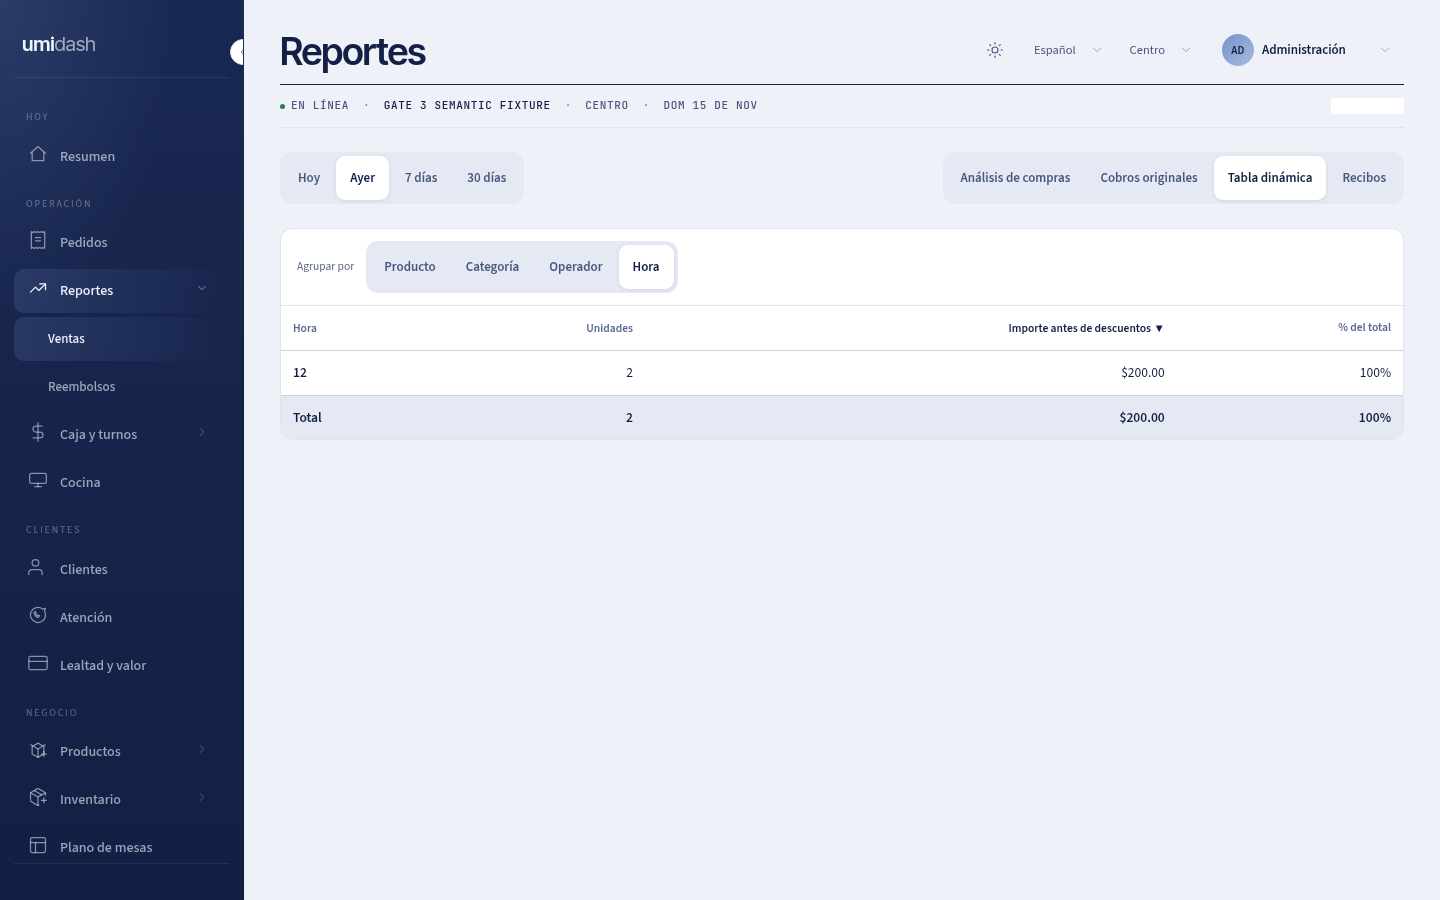 umidash
HOY
Resumen
OPERACIÓN
Pedidos
Reportes
Ventas
Reembolsos
Caja y turnos
Cocina
CLIENTES
Clientes
Atención
Lealtad y valor
NEGOCIO
Productos
Inventario
Plano de mesas
Reportes
Español
Centro
AD Administración
EN LÍNEA · GATE 3 SEMANTIC FIXTURE · CENTRO · DOM 15 DE NOV
Hoy Ayer 7 días 30 días
Análisis de compras Cobros originales Tabla dinámica Recibos
Agrupar por Producto Categoría Operador Hora
Hora Unidades Importe antes de descuentos ▼ % del total
12 2 $200.00 100%
Total 2 $200.00 100%